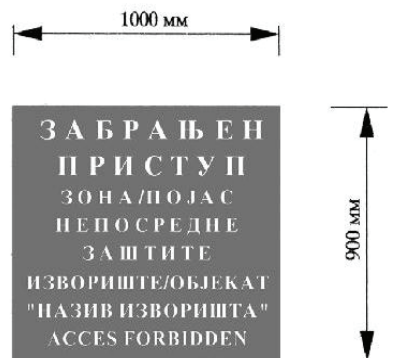 1000 мм
ЗАБРАЊЕН
ПРИСТУП
ЗОНА/ПОЈАС
НЕПОСРЕДНЕ
ЗАШТИТЕ
ИЗВОРИШТЕ/ОБЈЕКАТ
"НАЗИВ ИЗВОРИШТА"
ACCES FORBIDDEN
900 мм